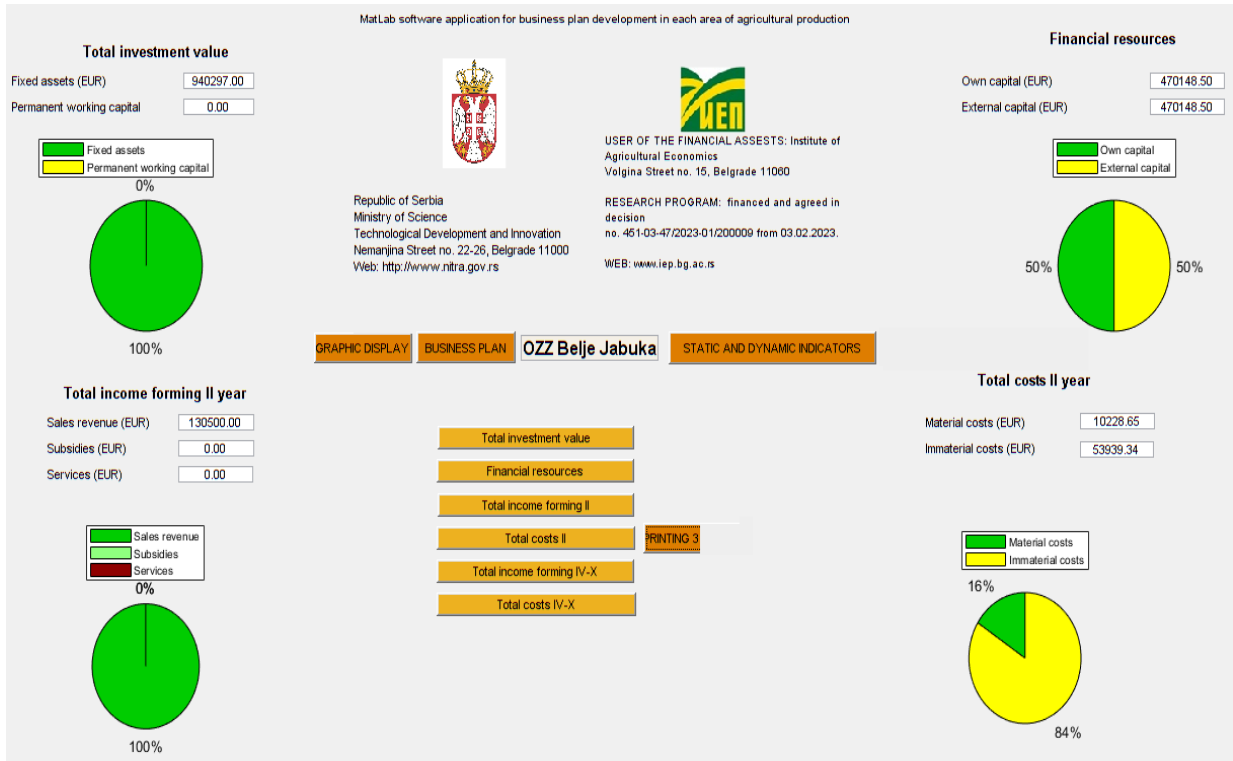 MatLab software application for business plan development in each area of agricultural production
Total investment value
Fixed assets (EUR) 940297.00
Permanent working capital 0.00
Fixed assets
Permanent working capital
0%
100%
ИЕП
Republic of Serbia
Ministry of Science
Technological Development and Innovation
Nemanjina Street no. 22-26, Belgrade 11000
Web: http://www.nitra.gov.rs
USER OF THE FINANCIAL ASSESTS: Institute of
Agricultural Economics
Volgina Street no. 15, Belgrade 11060
RESEARCH PROGRAM: financed and agreed in
decision
no. 451-03-47/2023-01/200009 from 03.02.2023.
WEB: www.iep.bg.ac.rs
Financial resources
Own capital (EUR) 470148.50
External capital (EUR) 470148.50
Own capital
External capital
50%
50%
GRAPHIC DISPLAY
BUSINESS PLAN
OZZ Belje Jabuka
STATIC AND DYNAMIC INDICATORS
Total income forming II year
Sales revenue (EUR) 130500.00
Subsidies (EUR) 0.00
Services (EUR) 0.00
Sales revenue
Subsidies
Services
0%
100%
Total investment value
Financial resources
Total income forming II
Total costs II
PRINTING 3
Total income forming IV-X
Total costs IV-X
Total costs II year
Material costs (EUR) 10228.65
Immaterial costs (EUR) 53939.34
Material costs
Immaterial costs
16%
84%